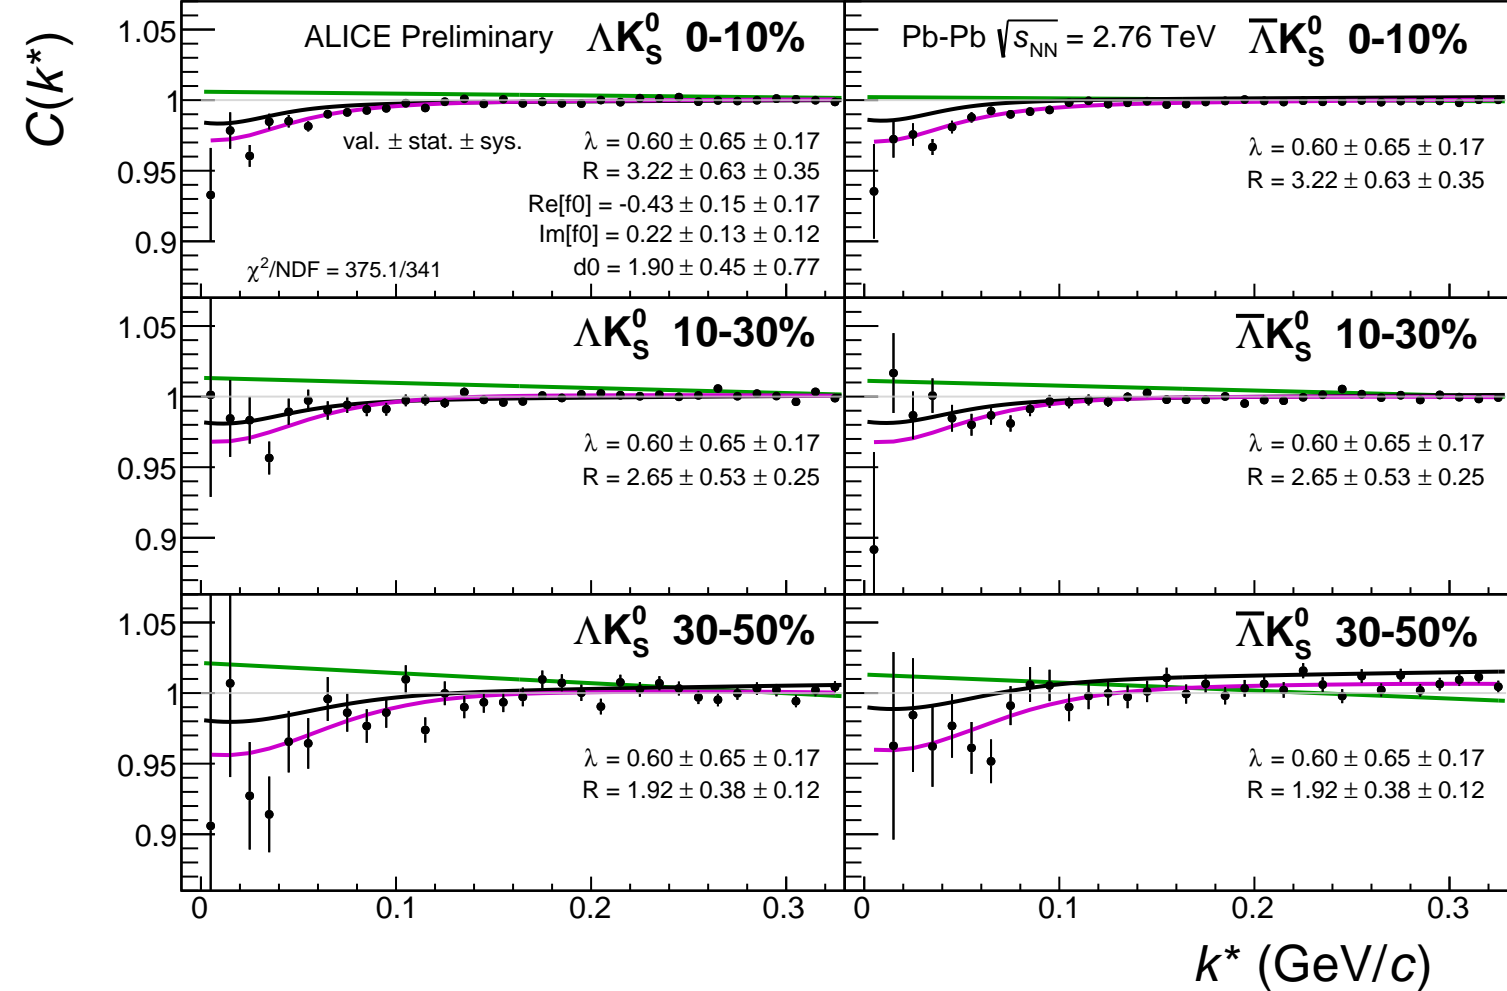 C(k*)
ALICE Preliminary ΛK⁰_S 0-10%
val. ± stat. ± sys.
λ = 0.60 ± 0.65 ± 0.17
R = 3.22 ± 0.63 ± 0.35
Re[f0] = -0.43 ± 0.15 ± 0.17
Im[f0] = 0.22 ± 0.13 ± 0.12
χ²/NDF = 375.1/341
d0 = 1.90 ± 0.45 ± 0.77
1.05
1
0.95
0.9
Pb-Pb √s_NN = 2.76 TeV Λ̅K⁰_S 0-10%
λ = 0.60 ± 0.65 ± 0.17
R = 3.22 ± 0.63 ± 0.35
ΛK⁰_S 10-30%
λ = 0.60 ± 0.65 ± 0.17
R = 2.65 ± 0.53 ± 0.25
1.05
1
0.95
0.9
Λ̅K⁰_S 10-30%
λ = 0.60 ± 0.65 ± 0.17
R = 2.65 ± 0.53 ± 0.25
ΛK⁰_S 30-50%
λ = 0.60 ± 0.65 ± 0.17
R = 1.92 ± 0.38 ± 0.12
1.05
1
0.95
0.9
Λ̅K⁰_S 30-50%
λ = 0.60 ± 0.65 ± 0.17
R = 1.92 ± 0.38 ± 0.12
0 0.1 0.2 0.3
0 0.1 0.2 0.3
k* (GeV/c)